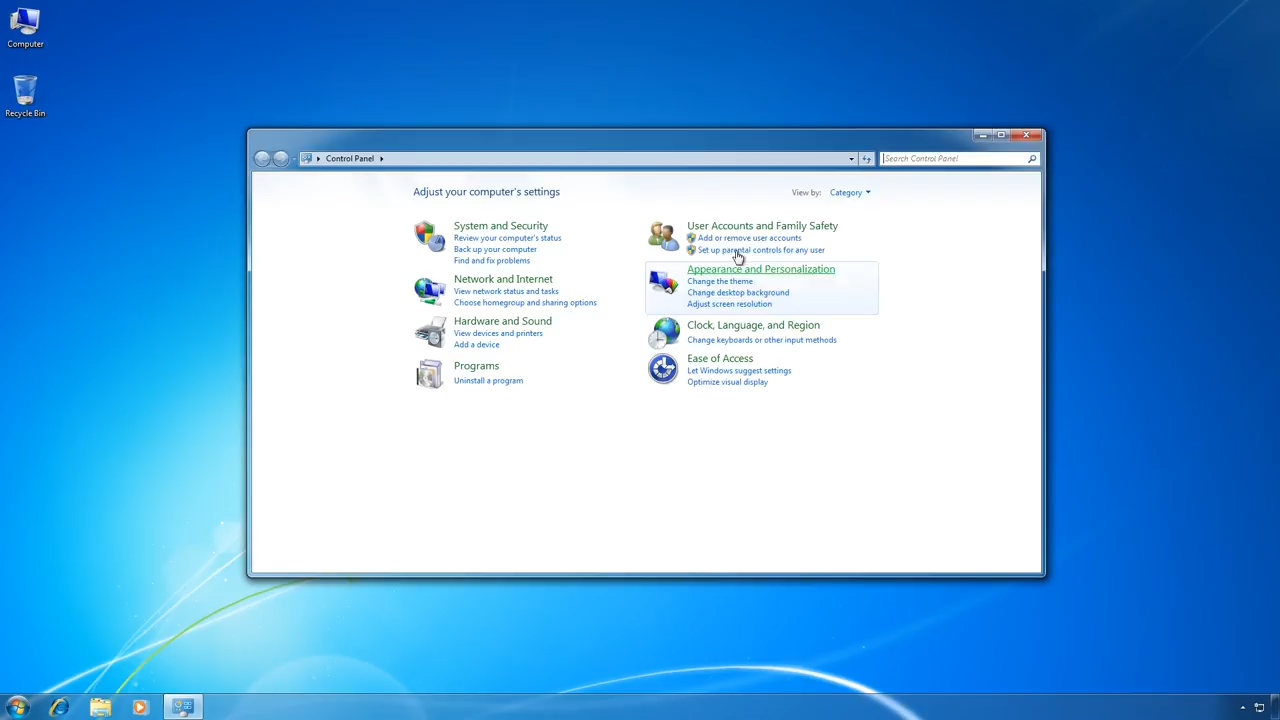 Computer
Recycle Bin
Control Panel
Search Control Panel
Adjust your computer's settings
View by: Category
System and Security
Review your computer's status
Back up your computer
Find and fix problems
Network and Internet
View network status and tasks
Choose homegroup and sharing options
Hardware and Sound
View devices and printers
Add a device
Programs
Uninstall a program
User Accounts and Family Safety
Add or remove user accounts
Set up parental controls for any user
Appearance and Personalization
Change the theme
Change desktop background
Adjust screen resolution
Clock, Language, and Region
Change keyboards or other input methods
Ease of Access
Let Windows suggest settings
Optimize visual display